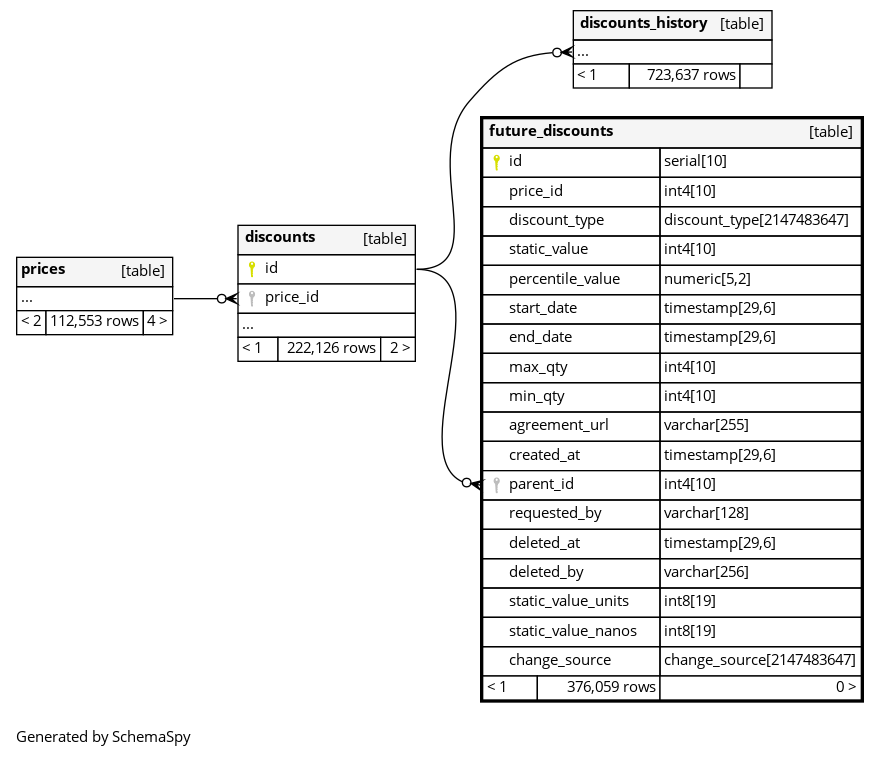 discounts_history [table]
...
< 1 723,637 rows
future_discounts [table]
id serial[10]
price_id int4[10]
discount_type discount_type[2147483647]
static_value int4[10]
percentile_value numeric[5,2]
start_date timestamp[29,6]
end_date timestamp[29,6]
max_qty int4[10]
min_qty int4[10]
agreement_url varchar[255]
created_at timestamp[29,6]
parent_id int4[10]
requested_by varchar[128]
deleted_at timestamp[29,6]
deleted_by varchar[256]
static_value_units int8[19]
static_value_nanos int8[19]
change_source change_source[2147483647]
< 1 376,059 rows 0 >
discounts [table]
id
price_id
...
< 1 222,126 rows 2 >
prices [table]
...
< 2 112,553 rows 4 >
Generated by SchemaSpy